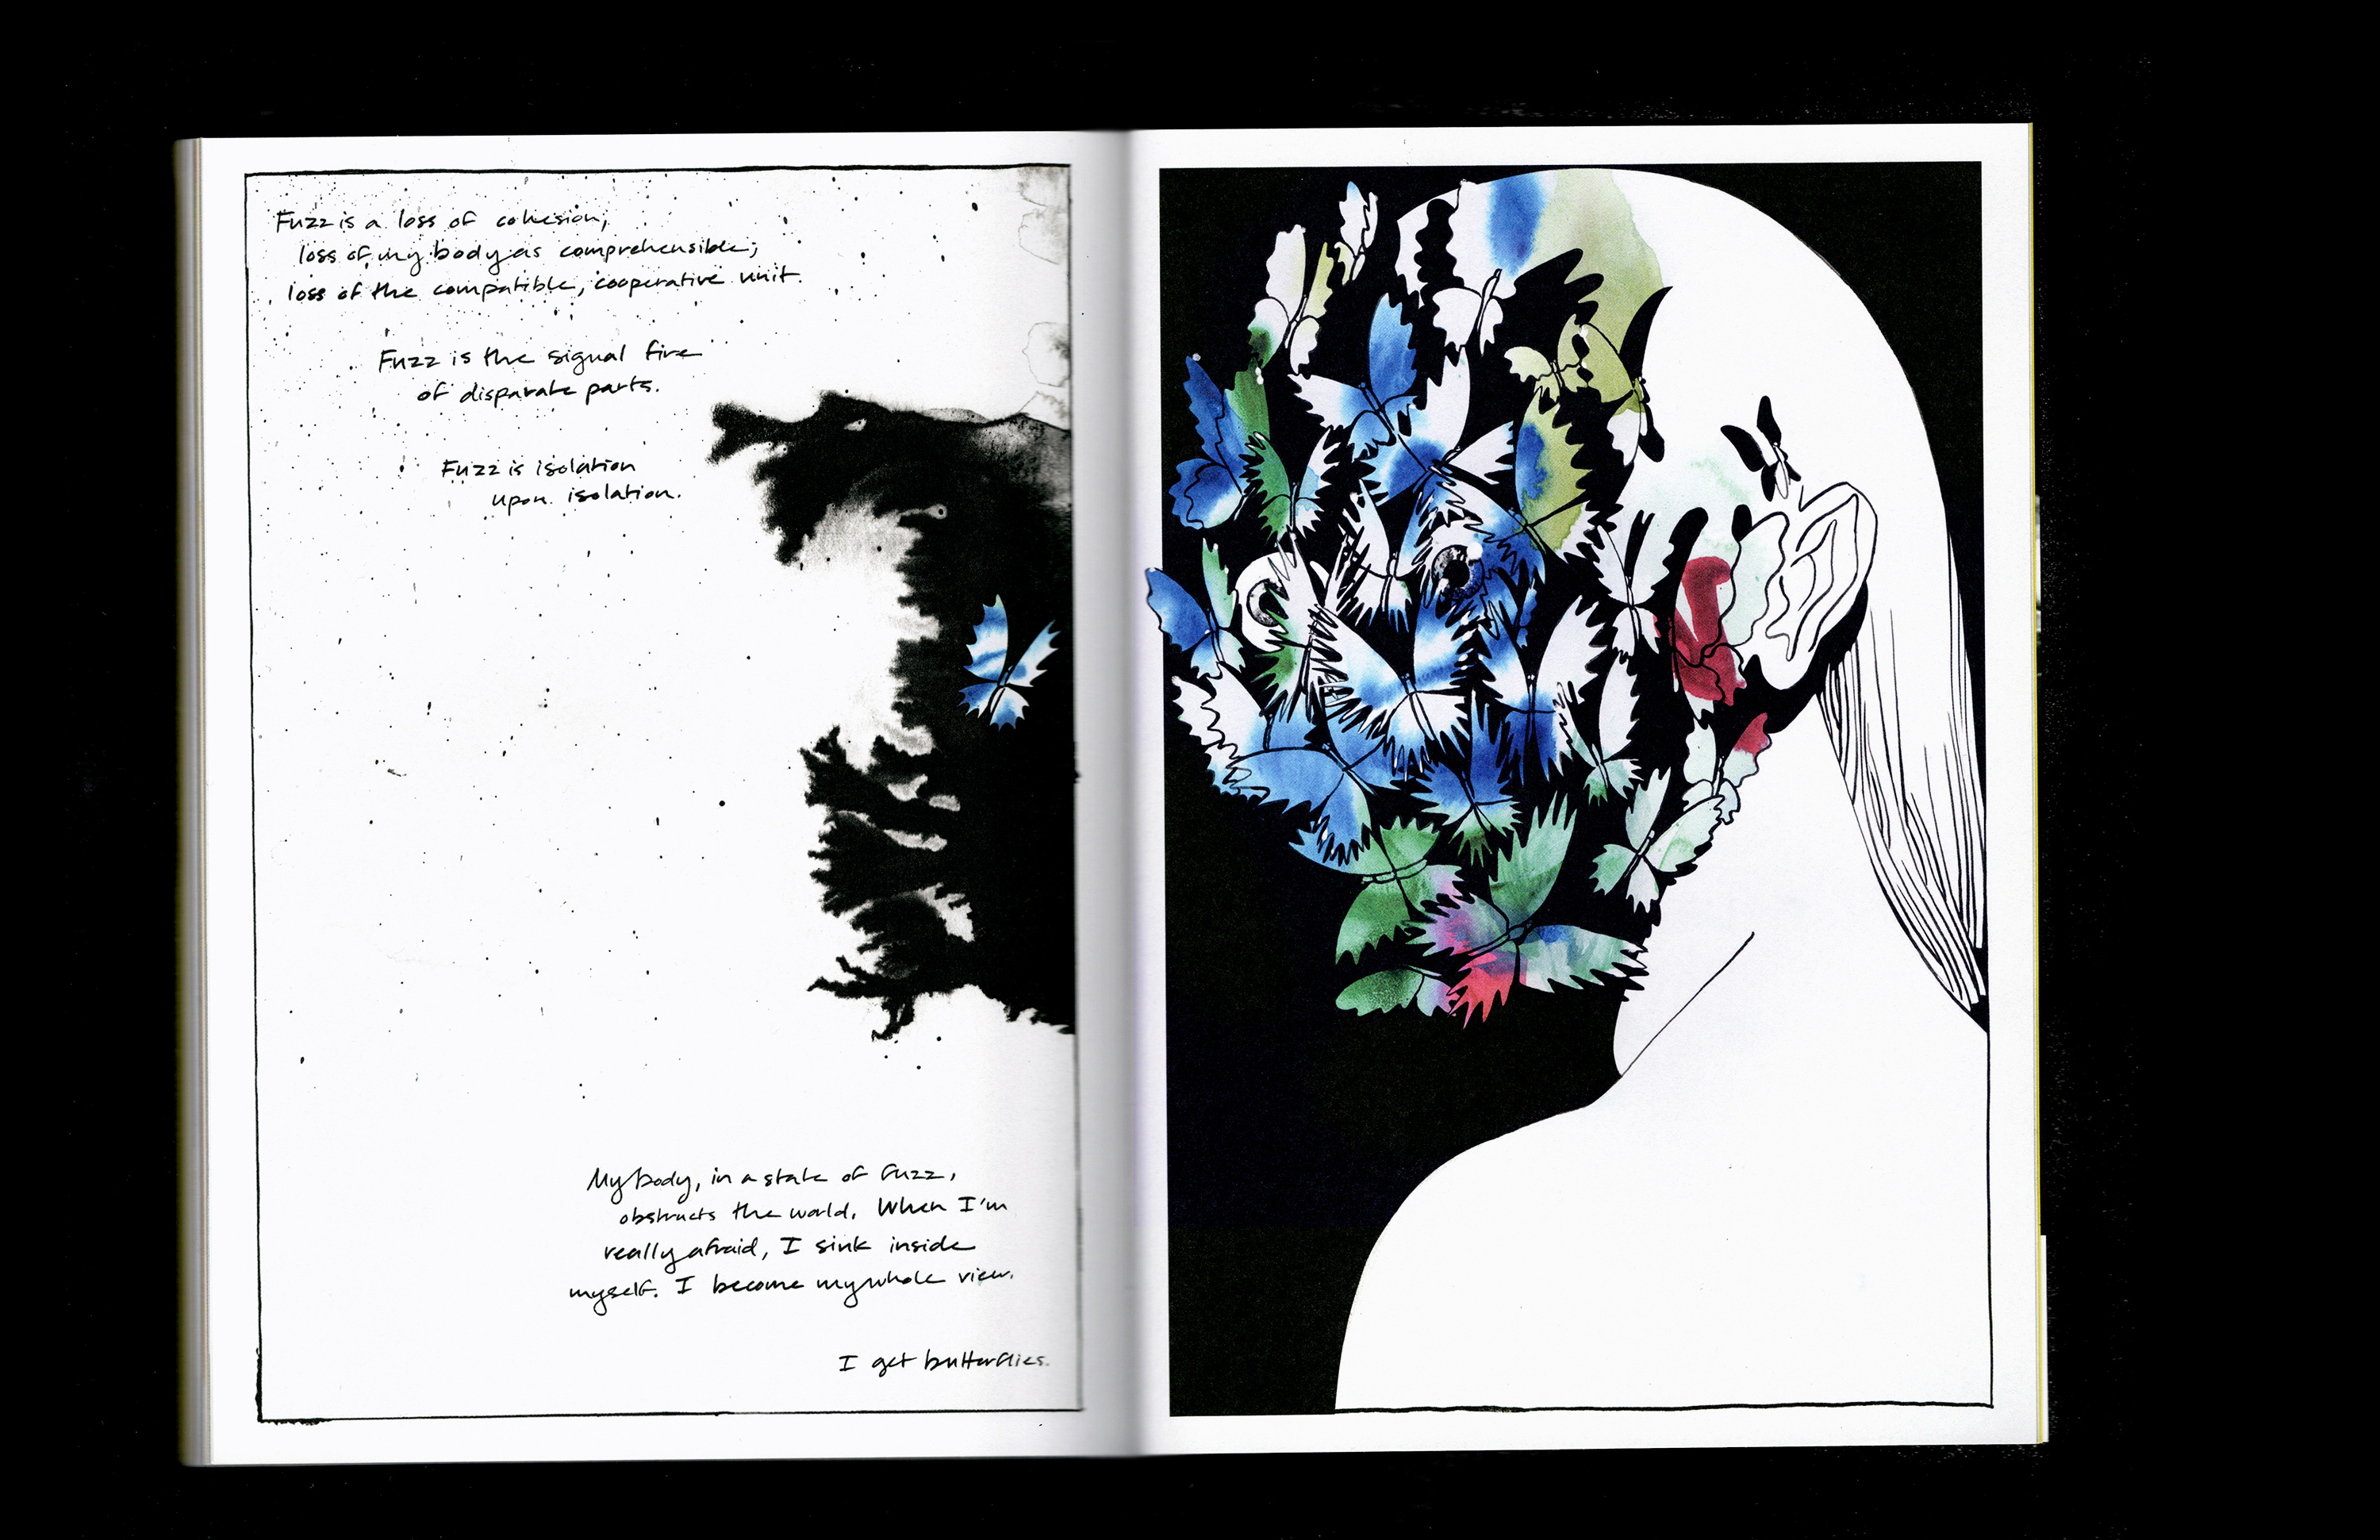 Fuzz is a loss of cohesion,
loss of my body as comprehensible;
loss of the compatible, cooperative unit.
Fuzz is the signal fire
of disparate parts.
Fuzz is isolation
upon isolation.
My body, in a state of fuzz,
obstructs the world. When I'm
really afraid, I sink inside
myself. I become my whole view.
I get butterflies.